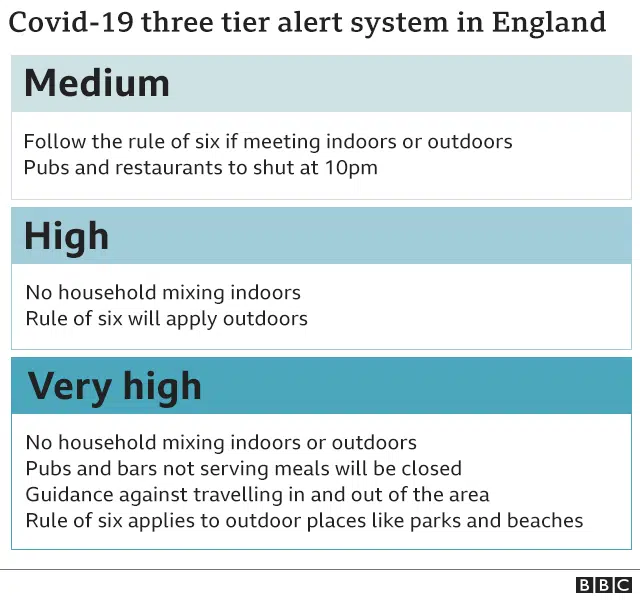 Covid-19 three tier alert system in England
Medium
Follow the rule of six if meeting indoors or outdoors
Pubs and restaurants to shut at 10pm
High
No household mixing indoors
Rule of six will apply outdoors
Very high
No household mixing indoors or outdoors
Pubs and bars not serving meals will be closed
Guidance against travelling in and out of the area
Rule of six applies to outdoor places like parks and beaches
BBC